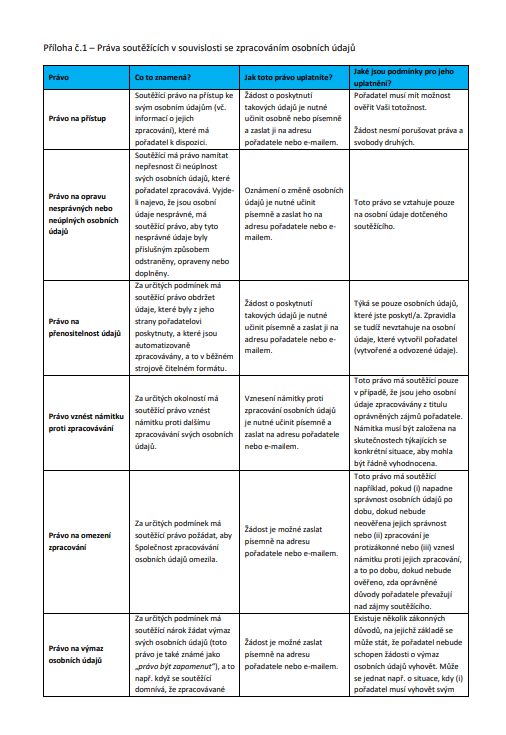 Příloha č.1 – Práva soutěžících v souvislosti se zpracováním osobních údajů
Právo
Co to znamená?
Jak toto právo uplatníte?
Jaké jsou podmínky pro jeho
uplatnění?
Právo na přístup
Soutěžící právo na přístup ke
svým osobním údajům (vč.
informací o jejich
zpracování), které má
pořadatel k dispozici.
Žádost o poskytnutí
takových údajů je nutné
učinit osobně nebo písemně
a zaslat ji na adresu
pořadatele nebo e-mailem.
Pořadatel musí mít možnost
ověřit Vaši totožnost.
Žádost nesmí porušovat práva a
svobody druhých.
Právo na opravu
nesprávných nebo
neúplných osobních
údajů
Soutěžící má právo namítat
nepřesnost či neúplnost
svých osobních údajů, které
pořadatel zpracovává. Vyjde-
li najevo, že jsou osobní
údaje nesprávné, má
soutěžící právo, aby tyto
nesprávné údaje byly
příslušným způsobem
odstraněny, opraveny nebo
doplněny.
Oznámení o změně osobních
údajů je nutné učinit
písemně a zaslat ho na
adresu pořadatele nebo e-
mailem.
Toto právo se vztahuje pouze
na osobní údaje dotčeného
soutěžícího.
Právo na
přenositelnost údajů
Za určitých podmínek má
soutěžící právo obdržet
údaje, které byly z jeho
strany pořadatelovi
poskytnuty, a které jsou
automatizovaně
zpracovávány, a to v běžném
strojově čitelném formátu.
Žádost o poskytnutí
takových údajů je nutné
učinit písemně a zaslat ji na
adresu pořadatele nebo e-
mailem.
Týká se pouze osobních údajů,
které jste poskytl/a. Zpravidla
se tudíž nevztahuje na osobní
údaje, které vytvořil pořadatel
(vytvořené a odvozené údaje).
Právo vznést námitku
proti zpracovávání
Za určitých okolností má
soutěžící právo vznést
námitku proti dalšímu
zpracovávání svých osobních
údajů.
Vznesení námitky proti
zpracování osobních údajů
je nutné učinit písemně a
zaslat na adresu pořadatele
nebo e-mailem.
Toto právo má soutěžící pouze
v případě, že jsou jeho osobní
údaje zpracovávány z titulu
oprávněných zájmů pořadatele.
Námitka musí být založena na
skutečnostech týkajících se
konkrétní situace, aby mohla
být řádně vyhodnocena.
Právo na omezení
zpracování
Za určitých podmínek má
soutěžící právo požádat, aby
Společnost zpracovávání
osobních údajů omezila.
Žádost je možné zaslat
písemně na adresu
pořadatele nebo e-mailem.
Toto právo má soutěžící
například, pokud (i) napadne
správnost osobních údajů po
dobu, dokud nebude
neověřena jejich správnost
nebo (ii) zpracování je
protizákonné nebo (iii) vznesl
námitku proti jejich zpracování,
a to po dobu, dokud nebude
ověřeno, zda oprávněné
důvody pořadatele převažují
nad zájmy soutěžícího.
Právo na výmaz
osobních údajů
Za určitých podmínek má
soutěžící nárok žádat výmaz
svých osobních údajů (toto
právo je také známé jako
„právo být zapomenut"), a to
např. když se soutěžící
domnívá, že zpracovávané
Žádost je možné zaslat
písemně na adresu
pořadatele nebo e-mailem.
Existuje několik zákonných
důvodů, na jejichž základě se
může stát, že pořadatel nebude
schopen žádosti o výmaz
osobních údajů vyhovět. Může
se jednat např. o situace, kdy (i)
pořadatel musí vyhovět svým